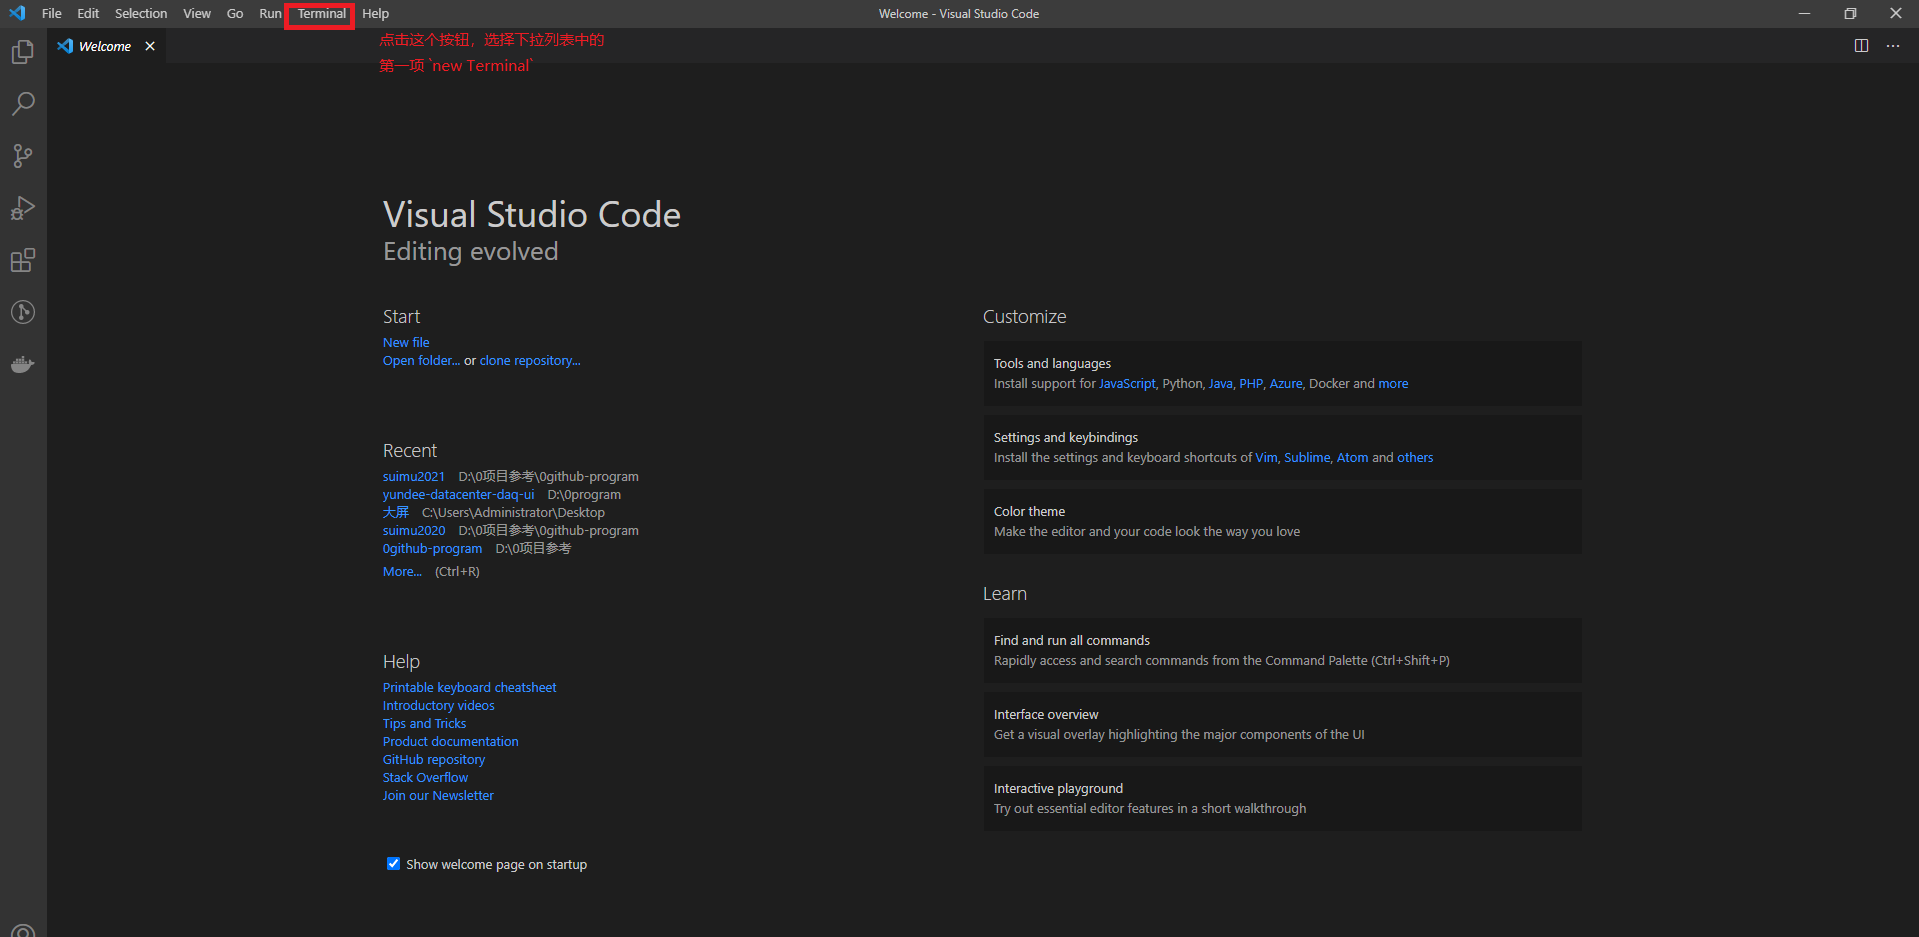 File Edit Selection View Go Run Terminal Help Welcome - Visual Studio Code
Welcome
点击这个按钮，选择下拉列表中的
第一项 `new Terminal`
Visual Studio Code
Editing evolved
Start
New file
Open folder... or clone repository...
Recent
suimu2021 D:\0项目参考\0github-program
yundee-datacenter-daq-ui D:\0program
大屏 C:\Users\Administrator\Desktop
suimu2020 D:\0项目参考\0github-program
0github-program D:\0项目参考
More... (Ctrl+R)
Help
Printable keyboard cheatsheet
Introductory videos
Tips and Tricks
Product documentation
GitHub repository
Stack Overflow
Join our Newsletter
Show welcome page on startup
Customize
Tools and languages
Install support for JavaScript, Python, Java, PHP, Azure, Docker and more
Settings and keybindings
Install the settings and keyboard shortcuts of Vim, Sublime, Atom and others
Color theme
Make the editor and your code look the way you love
Learn
Find and run all commands
Rapidly access and search commands from the Command Palette (Ctrl+Shift+P)
Interface overview
Get a visual overlay highlighting the major components of the UI
Interactive playground
Try out essential editor features in a short walkthrough